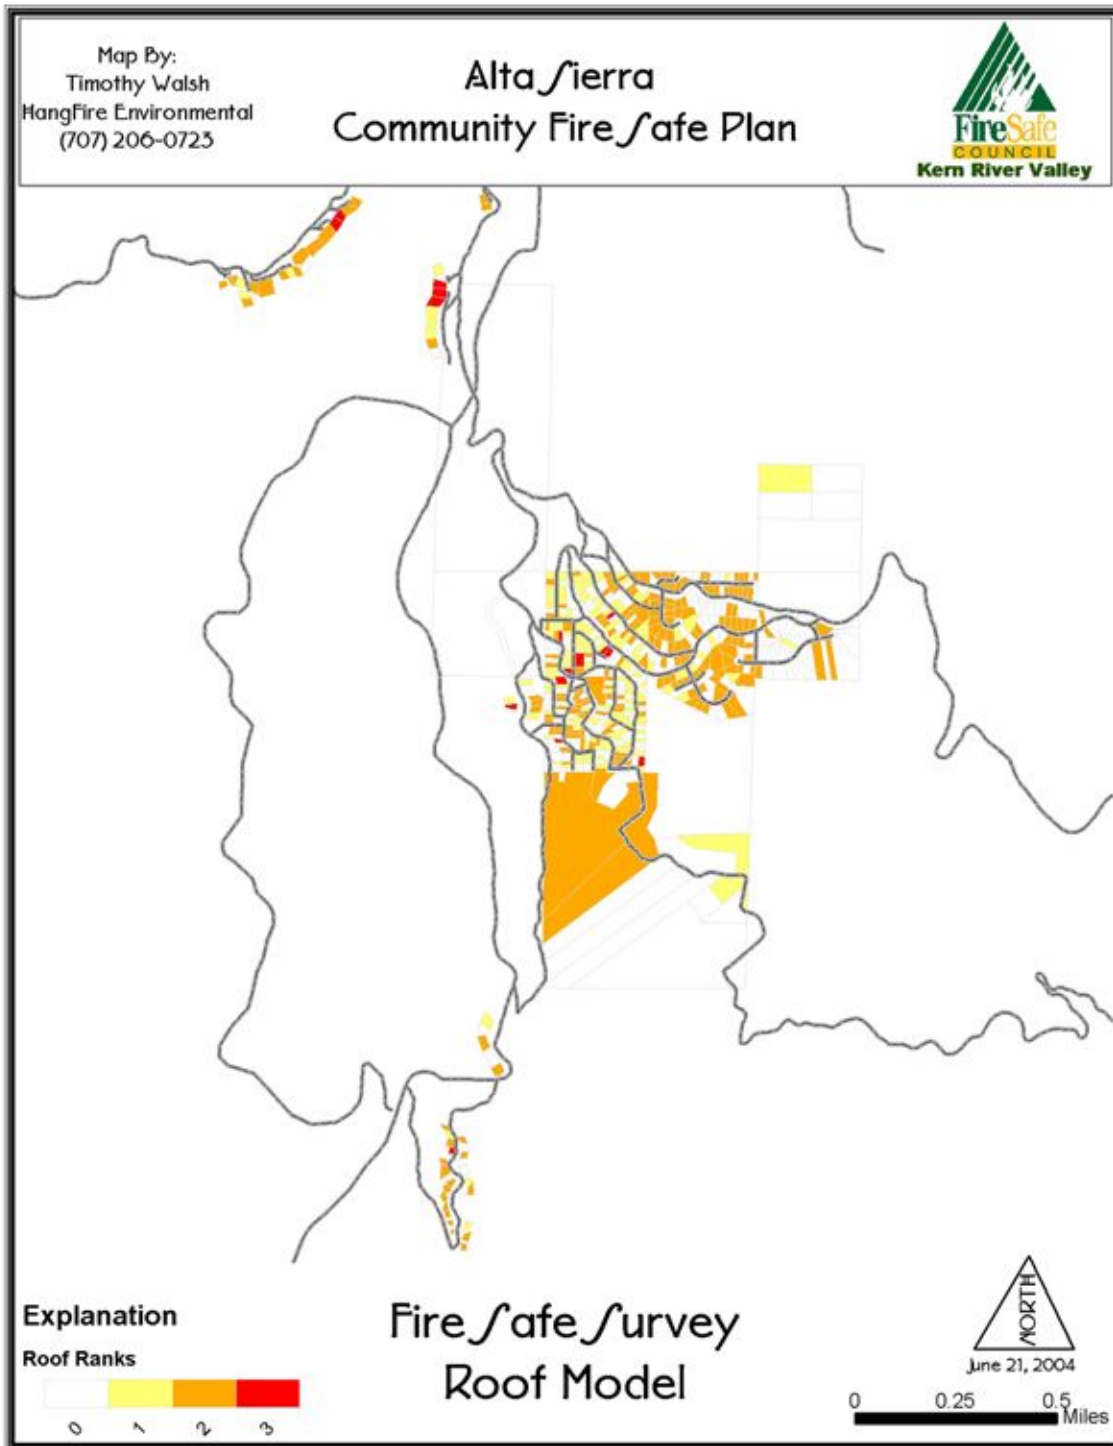 Map By:
Timothy Walsh
HangFire Environmental
(707) 206-0723
Alta Sierra
Community Fire Safe Plan
FireSafe
COUNCIL
Kern River Valley
Explanation
Roof Ranks
0 1 2 3
Fire Safe Survey
Roof Model
NORTH
June 21, 2004
0 0.25 0.5
Miles